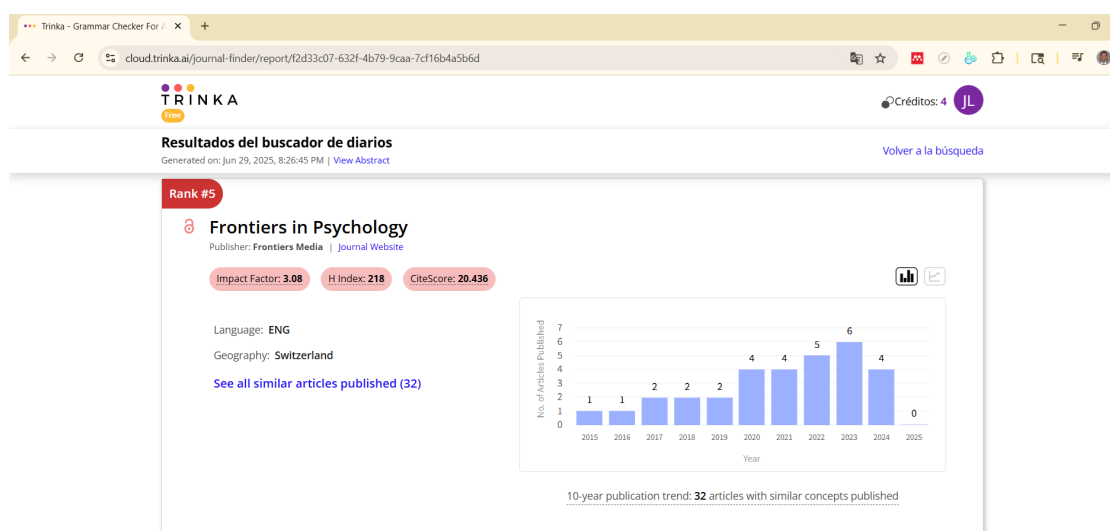 Trinka - Grammar Checker For A
cloud.trinka.ai/journal-finder/report/f2d33c07-632f-4b79-9caa-7cf16b4a5b6d
TRINKA
Free
Créditos: 4
JL
Resultados del buscador de diarios
Generated on: Jun 29, 2025, 8:26:45 PM | View Abstract
Volver a la búsqueda
Rank #5
Frontiers in Psychology
Publisher: Frontiers Media | Journal Website
Impact Factor: 3.08 H Index: 218 CiteScore: 20.436
Language: ENG
Geography: Switzerland
See all similar articles published (32)
No. of Articles Published
7
6
5
4
3
2
1
0
1 1 2 2 2 4 4 5 6 4 0
2015 2016 2017 2018 2019 2020 2021 2022 2023 2024 2025
Year
10-year publication trend: 32 articles with similar concepts published